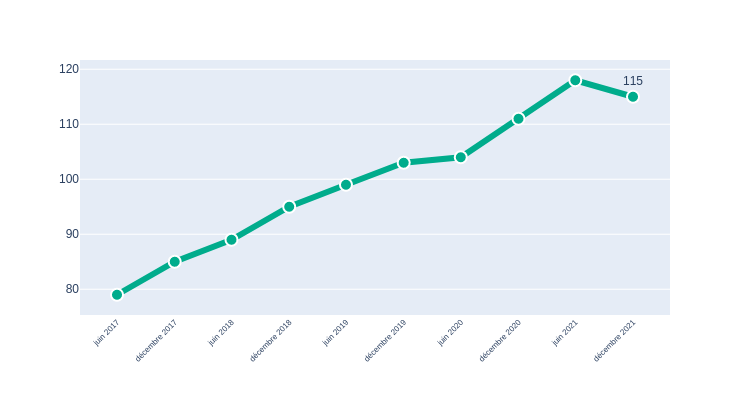 120
115
110
100
90
80
juin 2017
décembre 2017
juin 2018
décembre 2018
juin 2019
décembre 2019
juin 2020
décembre 2020
juin 2021
décembre 2021